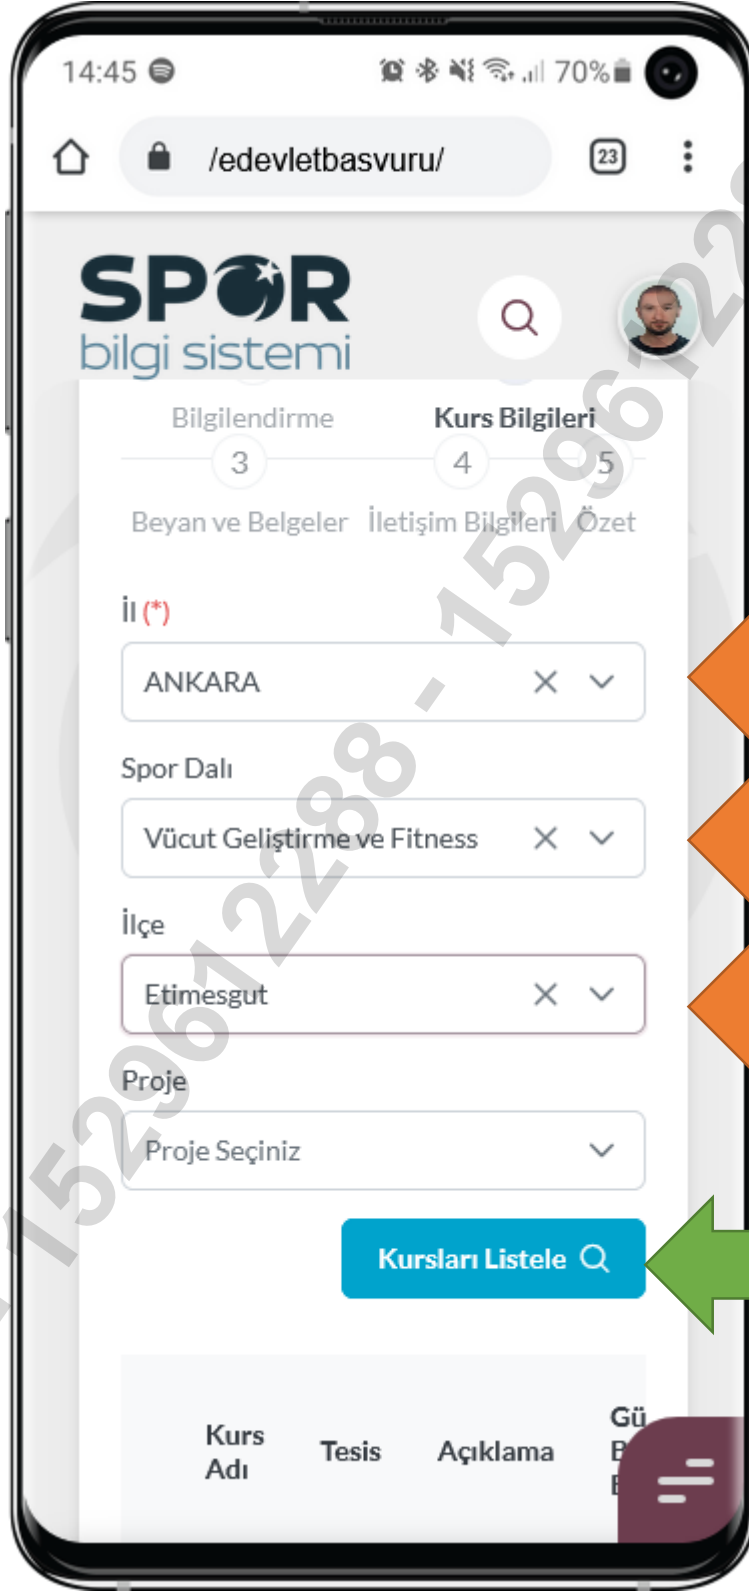 14:45
70%
/edevletbasvuru/
23
SPOR
bilgi sistemi
Bilgilendirme
Kurs Bilgileri
3
4
5
Beyan ve Belgeler
İletişim Bilgileri
Özet
İl (*)
ANKARA
Spor Dalı
Vücut Geliştirme ve Fitness
İlçe
Etimesgut
Proje
Proje Seçiniz
Kursları Listele
Kurs
Adı
Tesis
Açıklama
1529612288 - 1529612